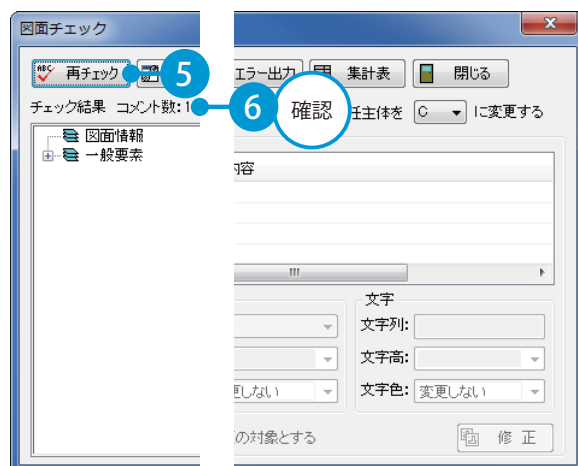 図面チェック
ABC 再チェック 5 エラー出力 集計表 閉じる
チェック結果 コメント数:1 6 確認 任主体を C に変更する
図面情報
一般要素
内容
文字
文字列:
文字高:
更しない 文字色: 変更しない
の対象とする 修正